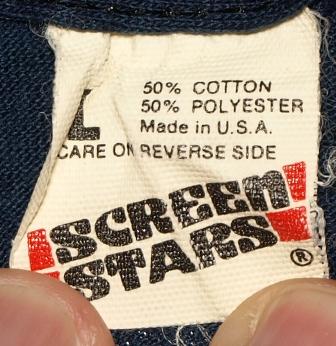 L
50% COTTON
50% POLYESTER
Made in U.S.A.
CARE ON REVERSE SIDE
SCREEN
STARS ®